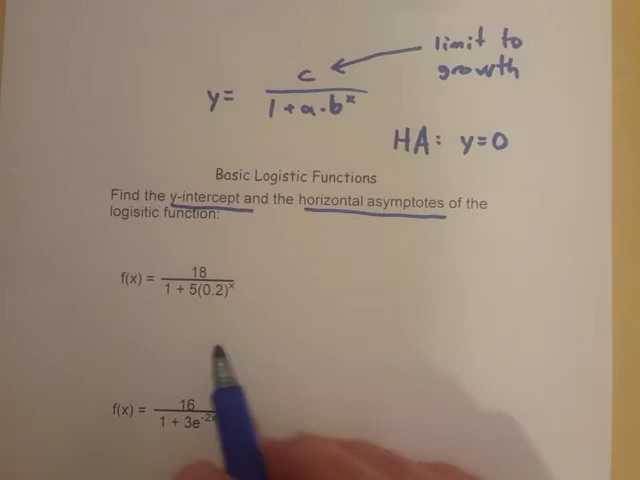 limit to
growth
y= c
1+a·bˣ
HA: y=0
Basic Logistic Functions
Find the y-intercept and the horizontal asymptotes of the
logisitic function:
f(x) = 18
1 + 5(0.2)ˣ
f(x) = 16
1 + 3e⁻²ˣ